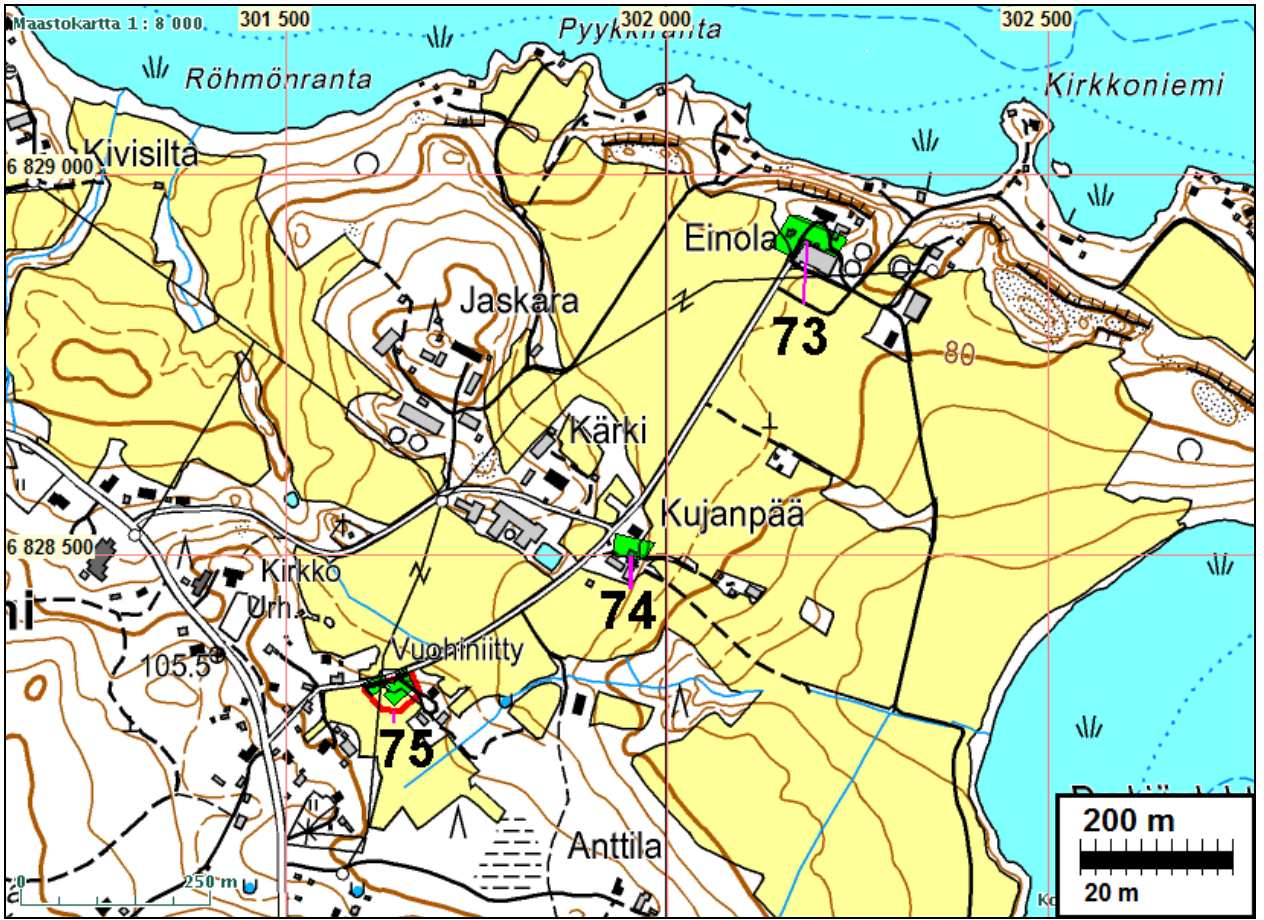 Maastokartta 1 : 8 000
301 500
302 000
302 500
Pyykkiranta
Röhmönranta
Kirkkoniemi
Kivisilta
6 829 000
Einola
Jaskara
73
80
Kärki
Kujanpää
6 828 500
Kirkko
Urh.
74
Vuohiniitty
105.5
75
Anttila
200 m
20 m
0 250 m